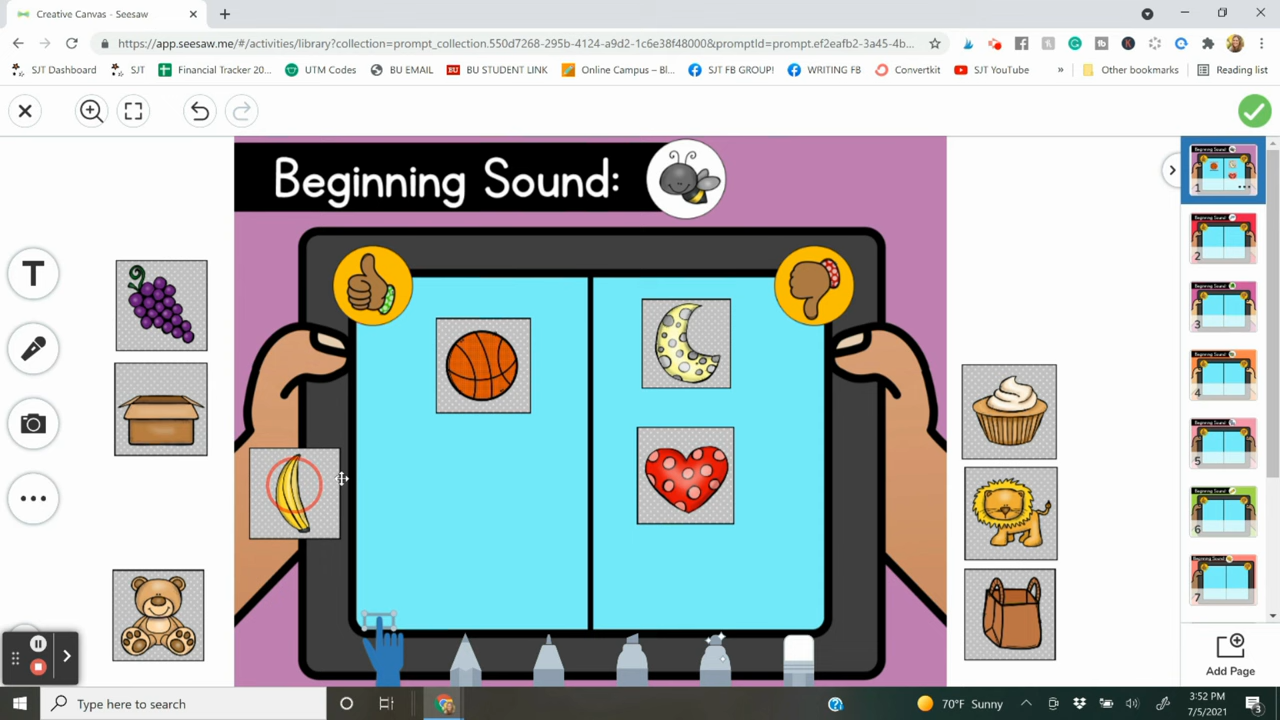 Creative Canvas - Seesaw
https://app.seesaw.me/#/activities/library?collection=prompt_collection.550d7268-295b-4124-a9d2-1c6e38f48000&promptId=prompt.ef2eafb2-3a45-4b...
SJT Dashboard
SJT
Financial Tracker 20...
UTM Codes
BU EMAIL
BU
BU STUDENT LINK
Online Campus – Bl...
SJT FB GROUP!
WRITING FB
Convertkit
SJT YouTube
»
Other bookmarks
Reading list
Beginning Sound:
T
1
2
3
4
5
6
7
Add Page
Type here to search
70°F Sunny
3:52 PM
7/5/2021
3